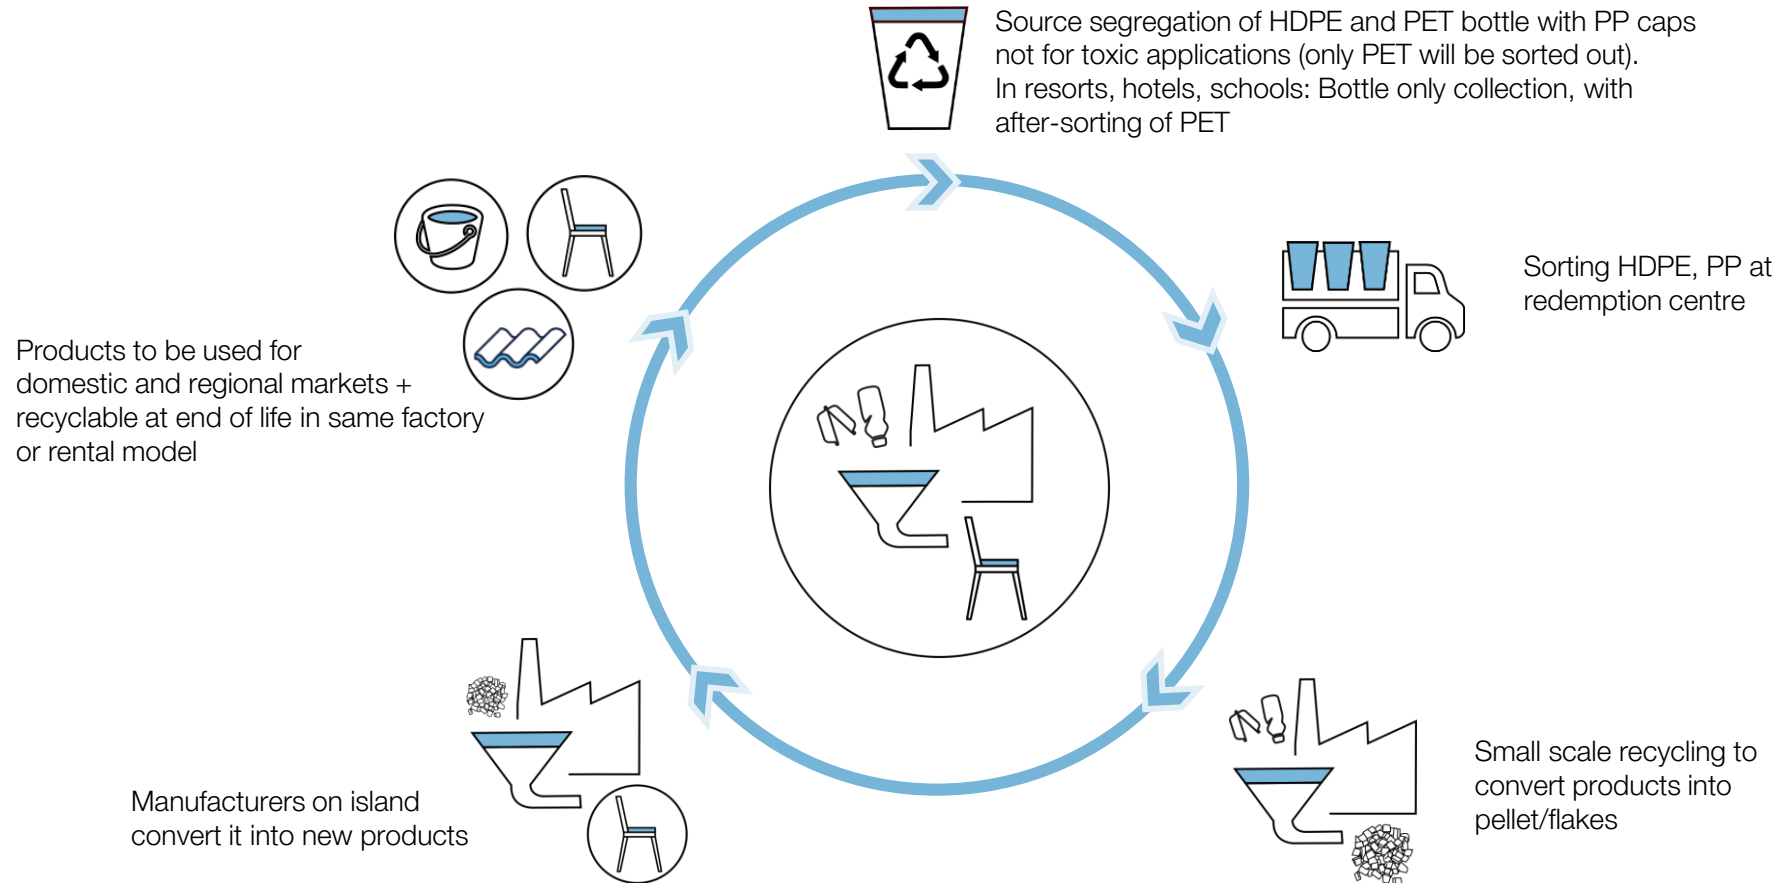 Source segregation of HDPE and PET bottle with PP caps
not for toxic applications (only PET will be sorted out).
In resorts, hotels, schools: Bottle only collection, with
after-sorting of PET
Sorting HDPE, PP at
redemption centre
Small scale recycling to
convert products into
pellet/flakes
Manufacturers on island
convert it into new products
Products to be used for
domestic and regional markets +
recyclable at end of life in same factory
or rental model